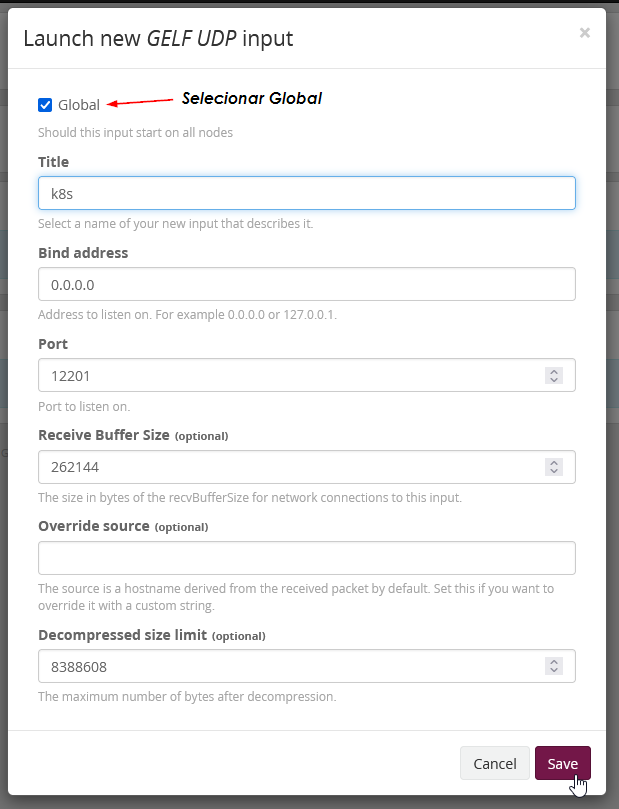 Launch new GELF UDP input
×
Global
Selecionar Global
Should this input start on all nodes
Title
k8s
Select a name of your new input that describes it.
Bind address
0.0.0.0
Address to listen on. For example 0.0.0.0 or 127.0.0.1.
Port
12201
Port to listen on.
Receive Buffer Size (optional)
262144
The size in bytes of the recvBufferSize for network connections to this input.
Override source (optional)
The source is a hostname derived from the received packet by default. Set this if you want to
override it with a custom string.
Decompressed size limit (optional)
8388608
The maximum number of bytes after decompression.
Cancel
Save